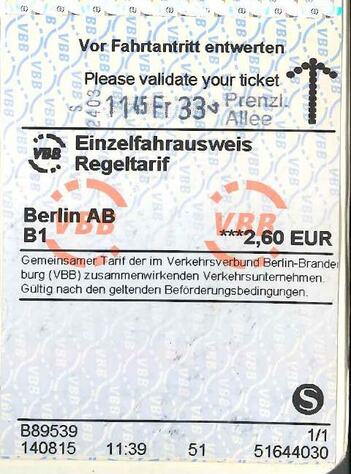 Vor Fahrtantritt entwerten
Please validate your ticket
1145 Fr 33 Prenzl.
Allee
VBB Einzelfahrausweis
Regeltarif
VBB VBB
Berlin AB
B1 ***2,60 EUR
Gemeinsamer Tarif der im Verkehrsverbund Berlin-Brande
burg (VBB) zusammenwirkenden Verkehrsunternehmen.
Gültig nach den geltenden Beförderungsbedingungen.
S
B89539 1/1
140815 11:39 51 51644030